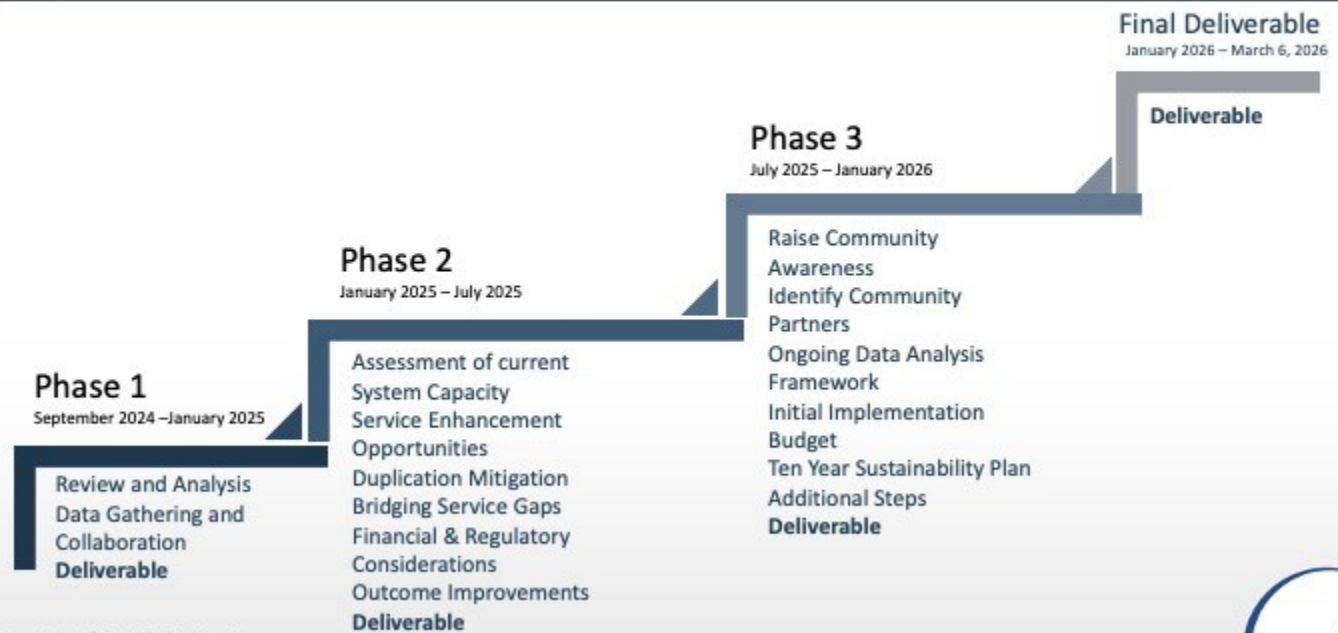 Final Deliverable
January 2026 – March 6, 2026
Deliverable
Phase 3
July 2025 – January 2026
Raise Community
Awareness
Identify Community
Partners
Ongoing Data Analysis
Framework
Initial Implementation
Budget
Ten Year Sustainability Plan
Additional Steps
Deliverable
Phase 2
January 2025 – July 2025
Assessment of current
System Capacity
Service Enhancement
Opportunities
Duplication Mitigation
Bridging Service Gaps
Financial & Regulatory
Considerations
Outcome Improvements
Deliverable
Phase 1
September 2024 –January 2025
Review and Analysis
Data Gathering and
Collaboration
Deliverable